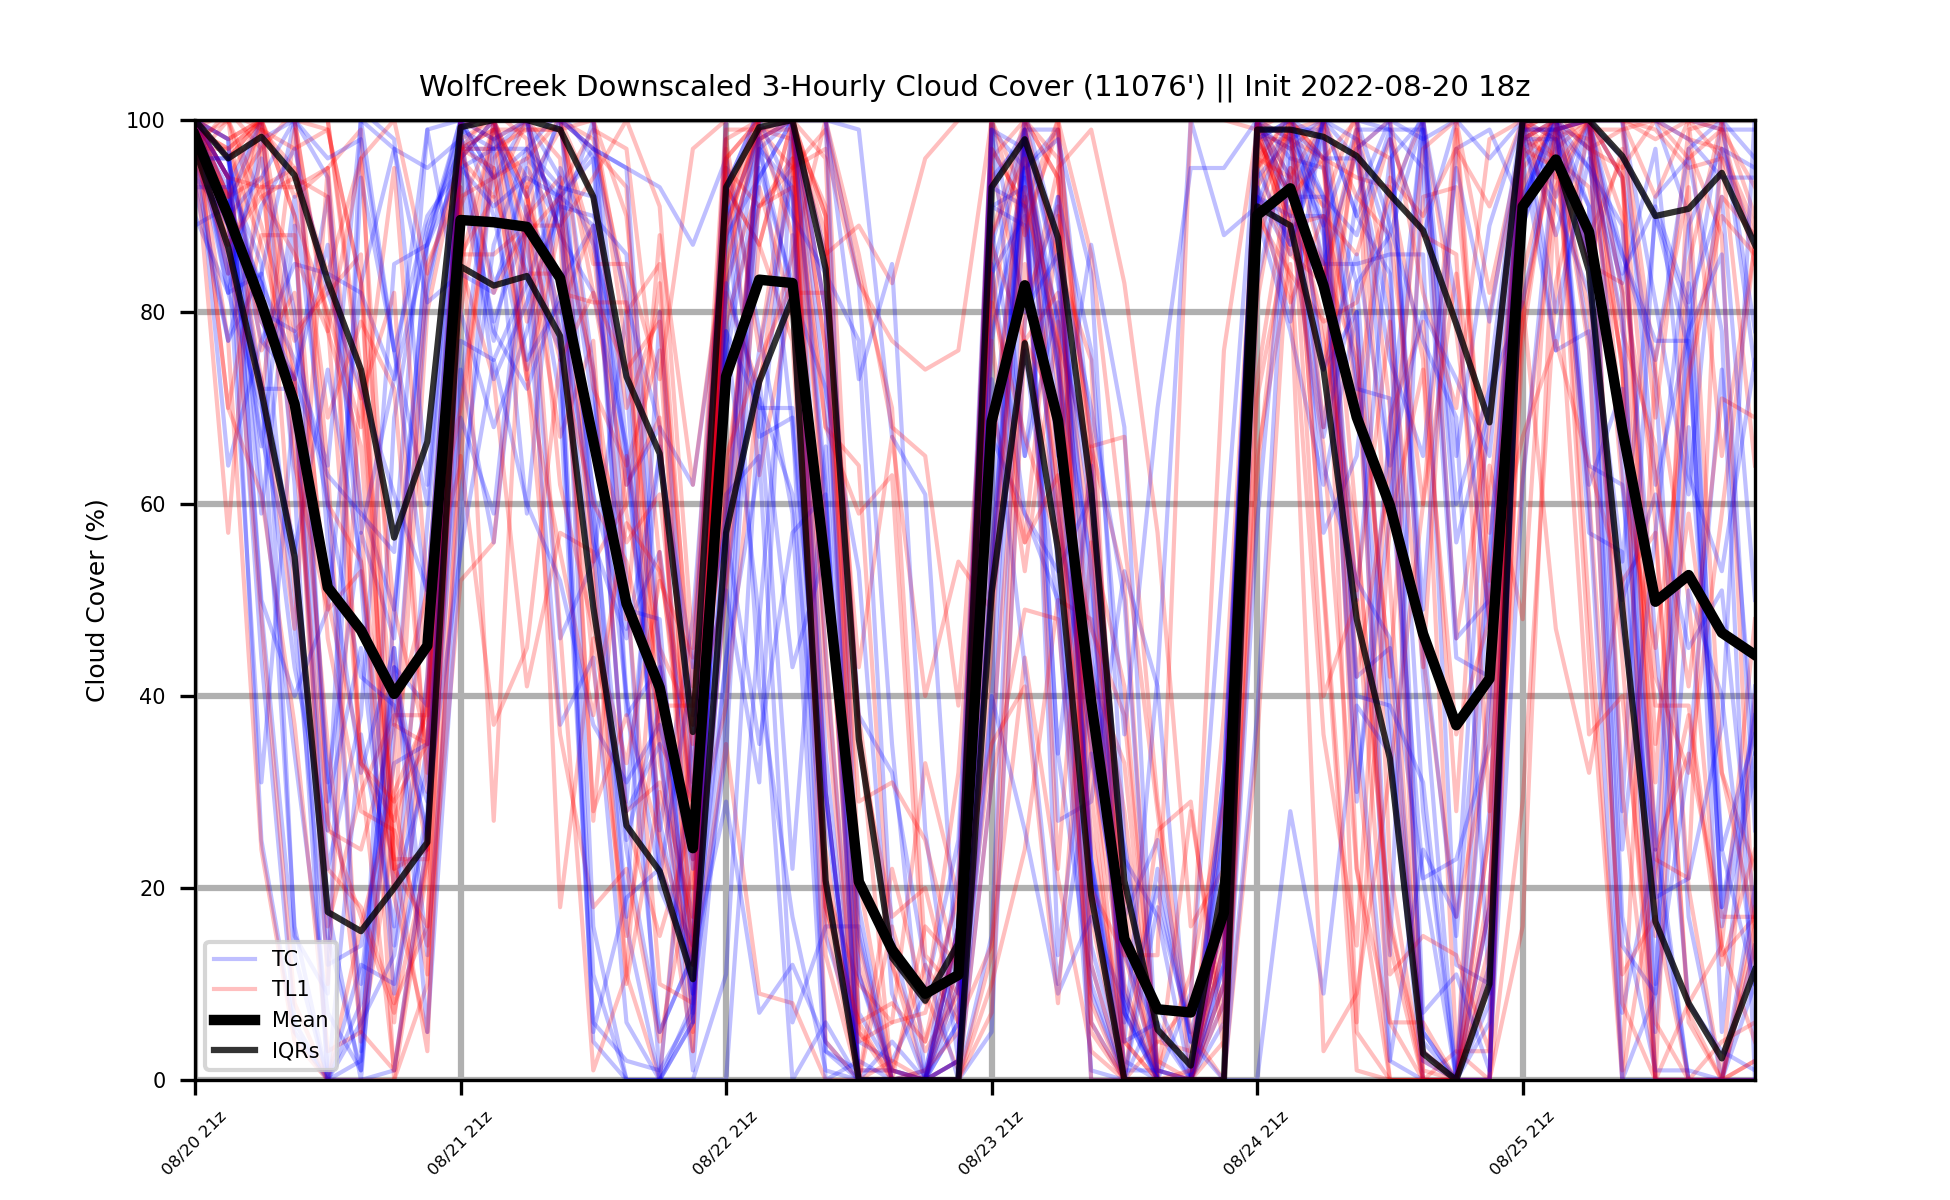 WolfCreek Downscaled 3-Hourly Cloud Cover (11076') || Init 2022-08-20 18z
Cloud Cover (%)
100
80
60
40
20
0
TC
TL1
Mean
IQRs
08/20 21z
08/21 21z
08/22 21z
08/23 21z
08/24 21z
08/25 21z